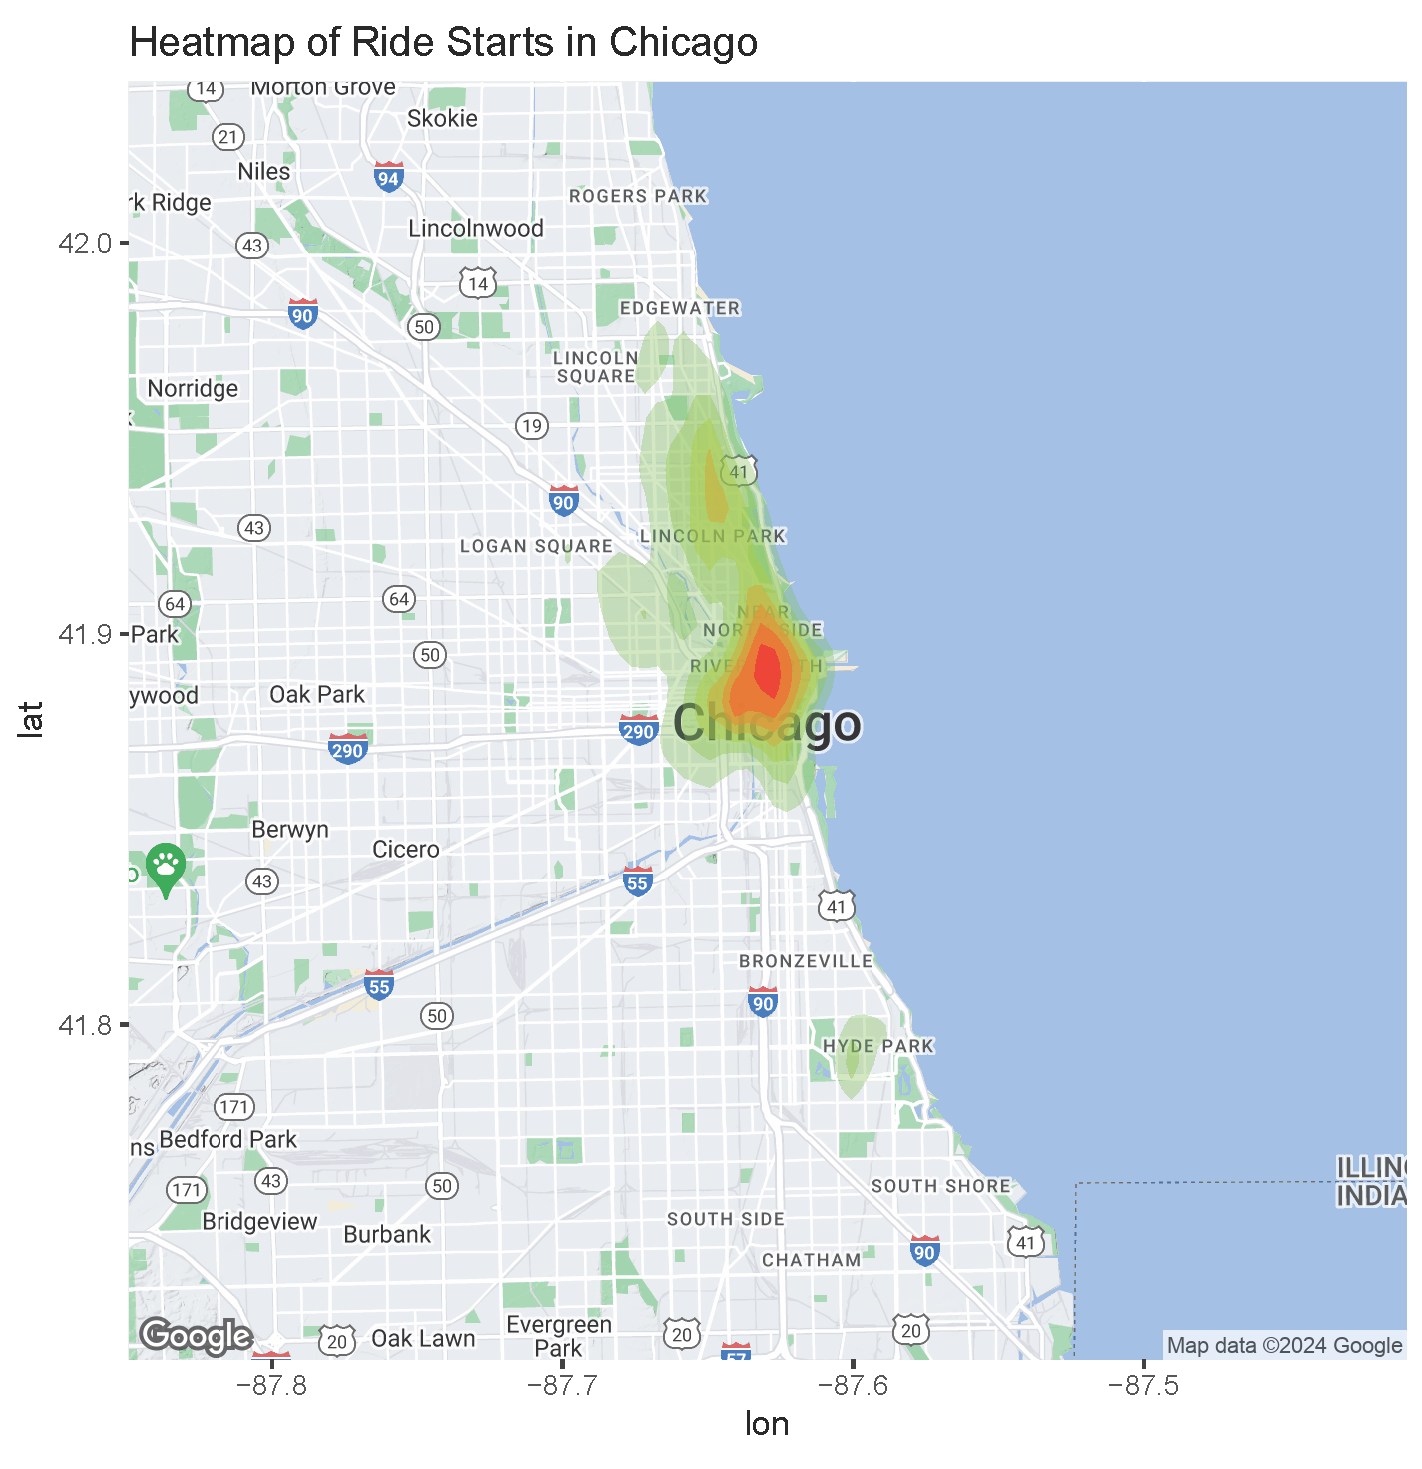 Heatmap of Ride Starts in Chicago
14
Morton Grove
Skokie
21
Niles
94
ROGERS PARK
rk Ridge
Lincolnwood
42.0
43
14
90
EDGEWATER
50
LINCOLN
SQUARE
Norridge
19
41
90
43
LINCOLN PARK
LOGAN SQUARE
64
64
NEAR
NORTH SIDE
41.9
Park
50
RIVER NORTH
ywood
Oak Park
lat
Chicago
290
290
Berwyn
Cicero
43
55
41
BRONZEVILLE
55
90
50
41.8
HYDE PARK
171
ns
Bedford Park
ILLIN
INDIA
171
43
50
SOUTH SHORE
Bridgeview
SOUTH SIDE
Burbank
41
90
CHATHAM
Google
20
Oak Lawn
Evergreen
Park
20
20
57
Map data ©2024 Google
−87.8
−87.7
−87.6
−87.5
lon